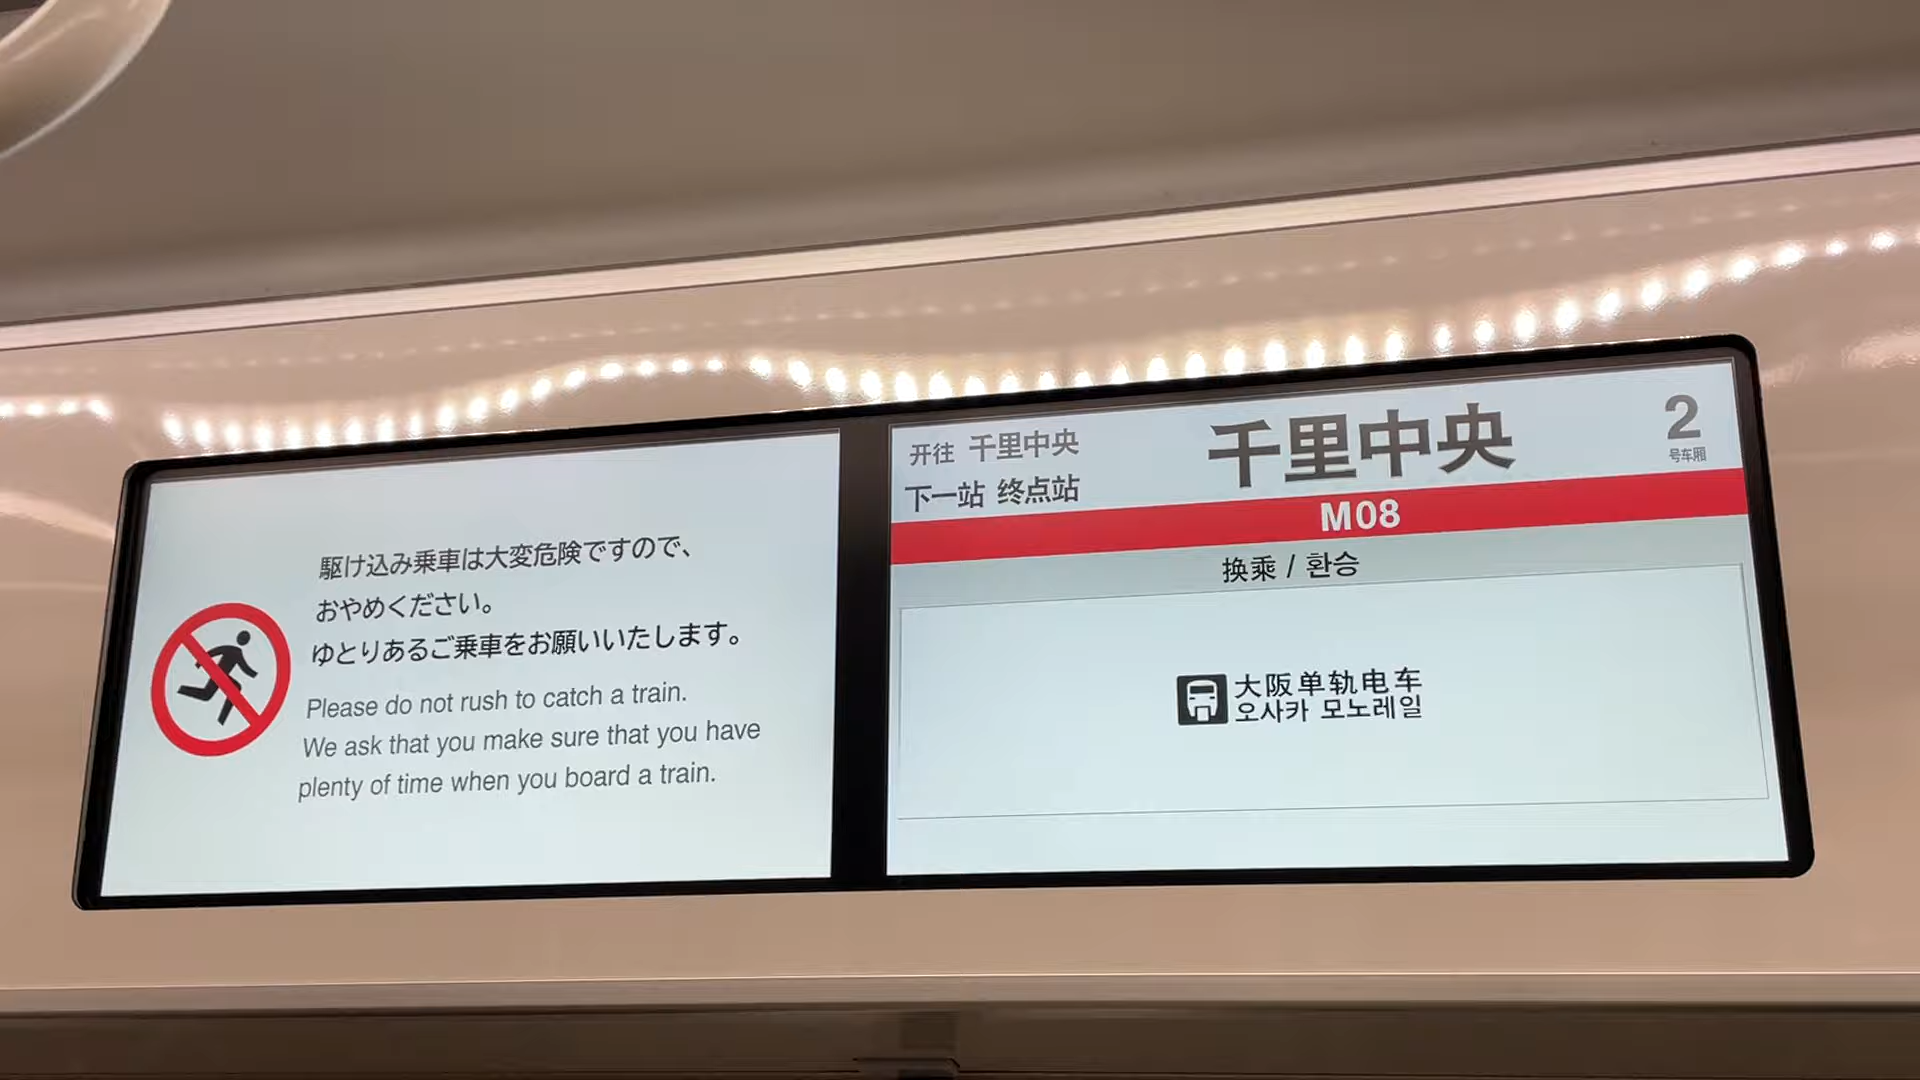 駆け込み乗車は大変危険ですので、
おやめください。
ゆとりあるご乗車をお願いいたします。
Please do not rush to catch a train.
We ask that you make sure that you have
plenty of time when you board a train.
开往 千里中央
下一站 终点站
千里中央
2
号车厢
M08
换乘 / 환승
大阪单轨电车
오사카 모노레일